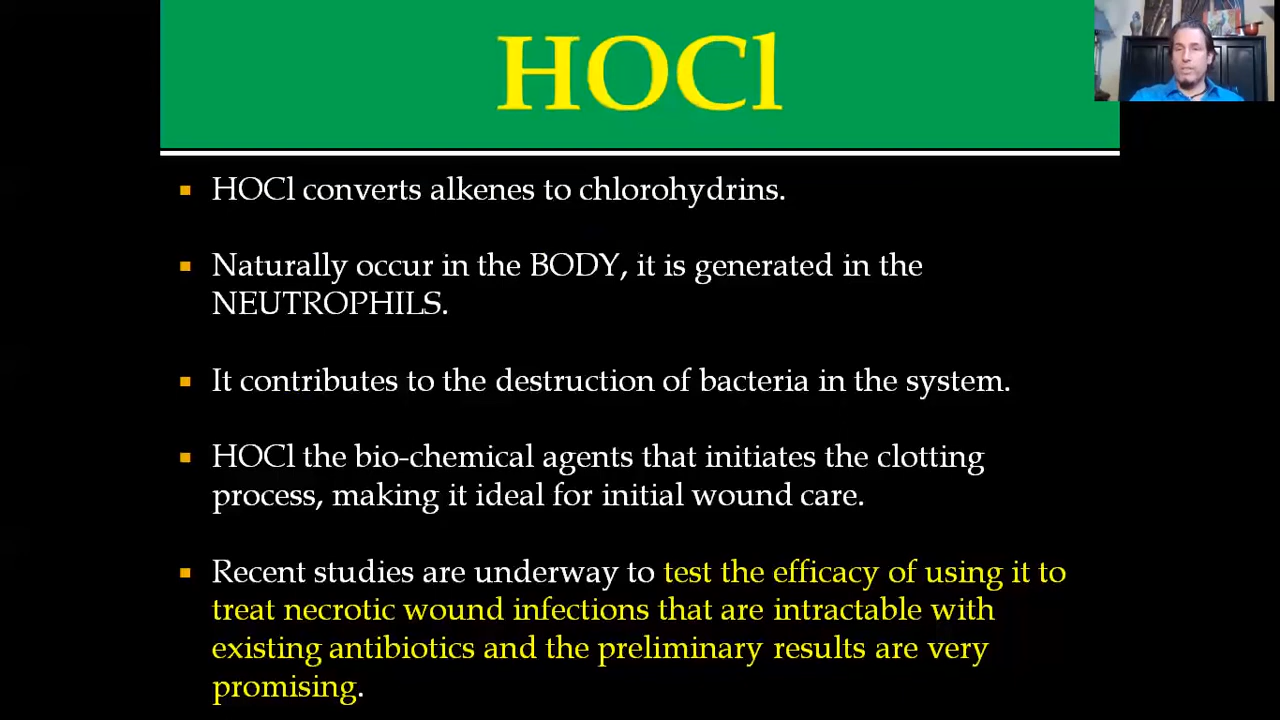 HOCl
HOCl converts alkenes to chlorohydrins.
Naturally occur in the BODY, it is generated in the
NEUTROPHILS.
It contributes to the destruction of bacteria in the system.
HOCl the bio-chemical agents that initiates the clotting
process, making it ideal for initial wound care.
Recent studies are underway to test the efficacy of using it to
treat necrotic wound infections that are intractable with
existing antibiotics and the preliminary results are very
promising.